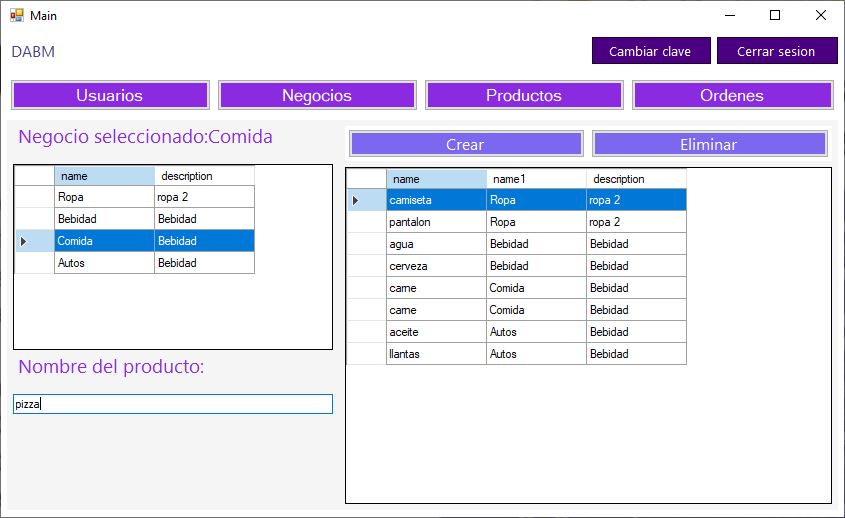 Main
DABM
Cambiar clave
Cerrar sesion
Usuarios
Negocios
Productos
Ordenes
Negocio seleccionado:Comida
name description
Ropa ropa 2
Bebidad Bebidad
Comida Bebidad
Autos Bebidad
Nombre del producto:
pizza
Crear
Eliminar
name name1 description
camiseta Ropa ropa 2
pantalon Ropa ropa 2
agua Bebidad Bebidad
cerveza Bebidad Bebidad
carne Comida Bebidad
carne Comida Bebidad
aceite Autos Bebidad
llantas Autos Bebidad